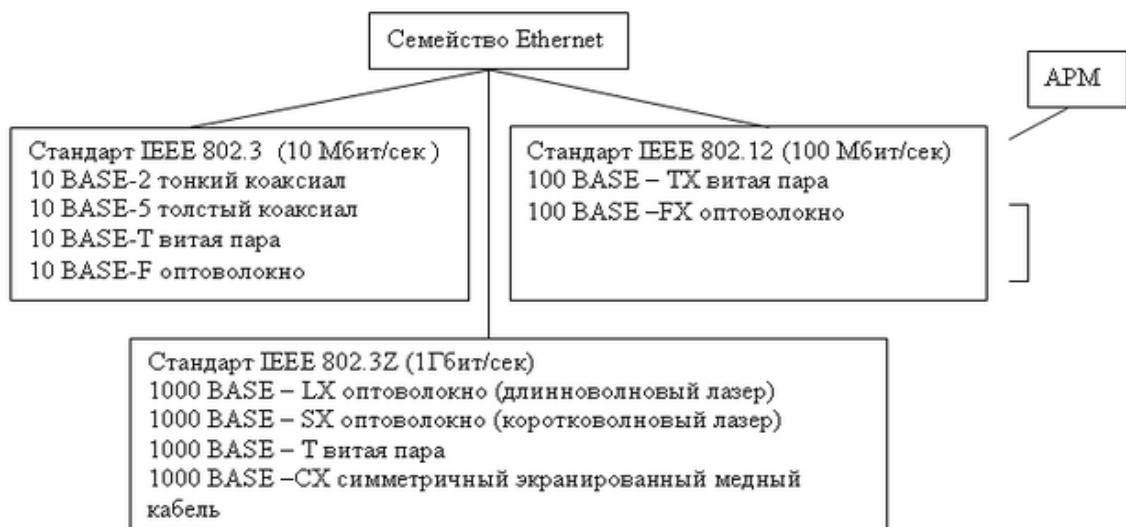 Семейство Ethernet
АРМ
Стандарт IEEE 802.3 (10 Мбит/сек )
10 BASE-2 тонкий коаксиал
10 BASE-5 толстый коаксиал
10 BASE-T витая пара
10 BASE-F оптоволокно
Стандарт IEEE 802.12 (100 Мбит/сек)
100 BASE – TX витая пара
100 BASE –FX оптоволокно
Стандарт IEEE 802.3Z (1Гбит/сек)
1000 BASE – LX оптоволокно (длинноволновый лазер)
1000 BASE – SX оптоволокно (коротковолновый лазер)
1000 BASE – T витая пара
1000 BASE –CX симметричный экранированный медный
кабель